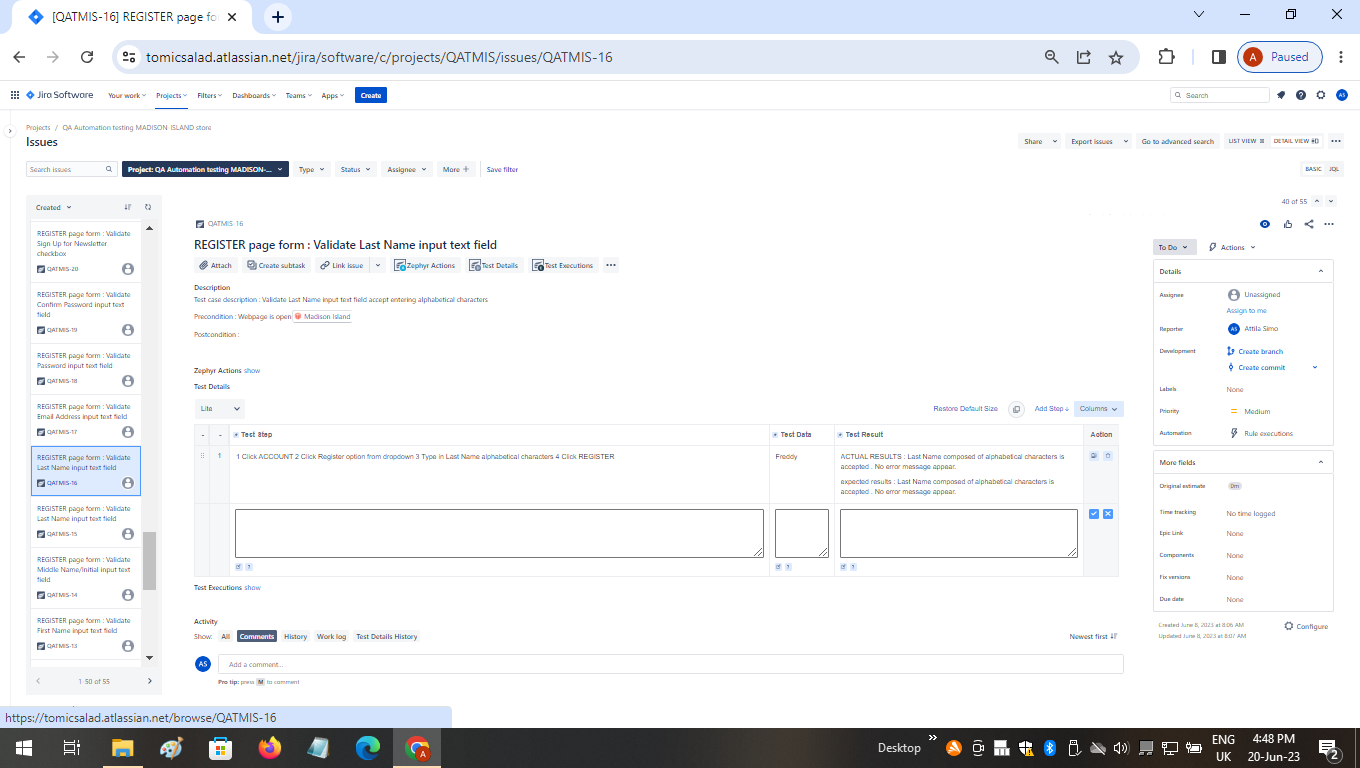 [QATMIS-16] REGISTER page fo
tomicsalad.atlassian.net/jira/software/c/projects/QATMIS/issues/QATMIS-16
A Paused
Jira Software Your work Projects Filters Dashboards Teams Apps Create Search AS
Projects / QA Automation testing MADISON ISLAND store
Issues
Share Export issues Go to advanced search LIST VIEW DETAIL VIEW
Search issues Project: QA Automation testing MADISON-... Type Status Assignee More + Save filter BASIC JQL
Created
REGISTER page form : Validate
Sign Up for Newsletter
checkbox
QATMIS-20
REGISTER page form : Validate
Confirm Password input text
field
QATMIS-19
REGISTER page form : Validate
Password input text field
QATMIS-18
REGISTER page form : Validate
Email Address input text field
QATMIS-17
REGISTER page form : Validate
Last Name input text field
QATMIS-16
REGISTER page form : Validate
Last Name input text field
QATMIS-15
REGISTER page form : Validate
Middle Name/Initial input text
field
QATMIS-14
REGISTER page form : Validate
First Name input text field
QATMIS-13
1-50 of 55
40 of 55
QATMIS-16
REGISTER page form : Validate Last Name input text field
Attach Create subtask Link issue Zephyr Actions Test Details Test Executions
Description
Test case description : Validate Last Name input text field accept entering alphabetical characters
Precondition : Webpage is open Madison Island
Postcondition :
Zephyr Actions show
Test Details
Lite Restore Default Size Add Step Columns
- - Test Step Test Data Test Result Action
1 1 Click ACCOUNT 2 Click Register option from dropdown 3 Type in Last Name alphabetical characters 4 Click REGISTER Freddy ACTUAL RESULTS : Last Name composed of alphabetical characters is
accepted . No error message appear.
expected results : Last Name composed of alphabetical characters is
accepted . No error message appear.
Test Executions show
Activity
Show: All Comments History Work log Test Details History Newest first
AS Add a comment...
Pro tip: press M to comment
To Do Actions
Details
Assignee Unassigned
Assign to me
Reporter AS Attila Simo
Development Create branch
Create commit
Labels None
Priority Medium
Automation Rule executions
More fields
Original estimate 0m
Time tracking No time logged
Epic Link None
Components None
Fix versions None
Due date None
Created June 8, 2023 at 8:06 AM
Updated June 8, 2023 at 8:07 AM
Configure
https://tomicsalad.atlassian.net/browse/QATMIS-16
A Desktop » ENG 4:48 PM
UK 20-Jun-23 2